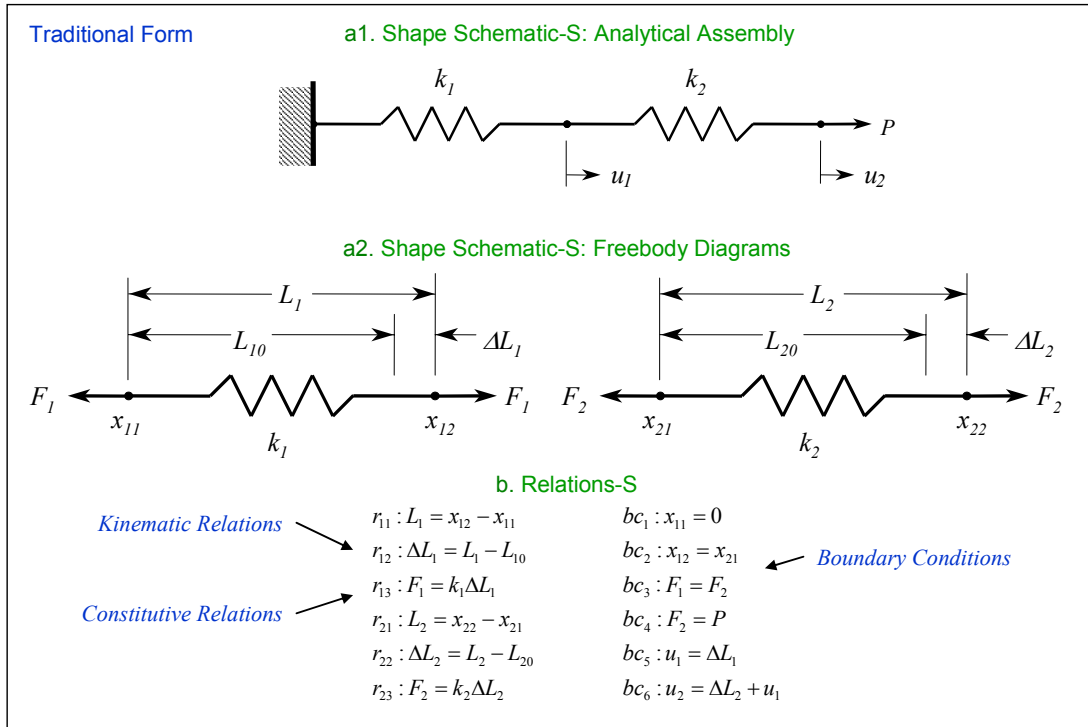 Traditional Form
a1. Shape Schematic-S: Analytical Assembly
k₁ k₂
P
u₁ u₂
a2. Shape Schematic-S: Freebody Diagrams
L₁ L₂
L₁₀ ΔL₁ L₂₀ ΔL₂
F₁ F₁ F₂ F₂
x₁₁ x₁₂ x₂₁ x₂₂
k₁ k₂
b. Relations-S
Kinematic Relations
Constitutive Relations
r₁₁ : L₁ = x₁₂ − x₁₁
r₁₂ : ΔL₁ = L₁ − L₁₀
r₁₃ : F₁ = k₁ΔL₁
r₂₁ : L₂ = x₂₂ − x₂₁
r₂₂ : ΔL₂ = L₂ − L₂₀
r₂₃ : F₂ = k₂ΔL₂
bc₁ : x₁₁ = 0
bc₂ : x₁₂ = x₂₁
bc₃ : F₁ = F₂
bc₄ : F₂ = P
bc₅ : u₁ = ΔL₁
bc₆ : u₂ = ΔL₂ + u₁
Boundary Conditions